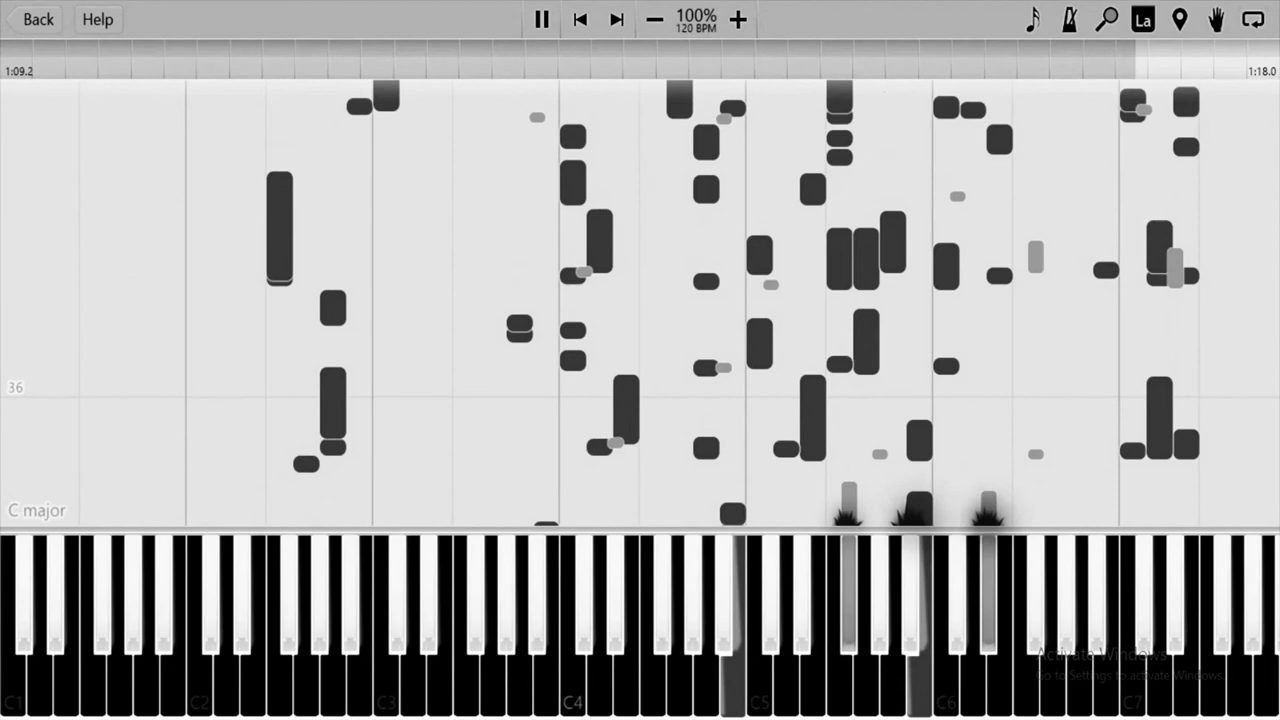 Back
Help
100%
120 BPM
La
1:09.2
1:18.0
36
C major
Activate Windows
Go to Settings to activate Windows.
C1
C2
C3
C4
C5
C6
C7